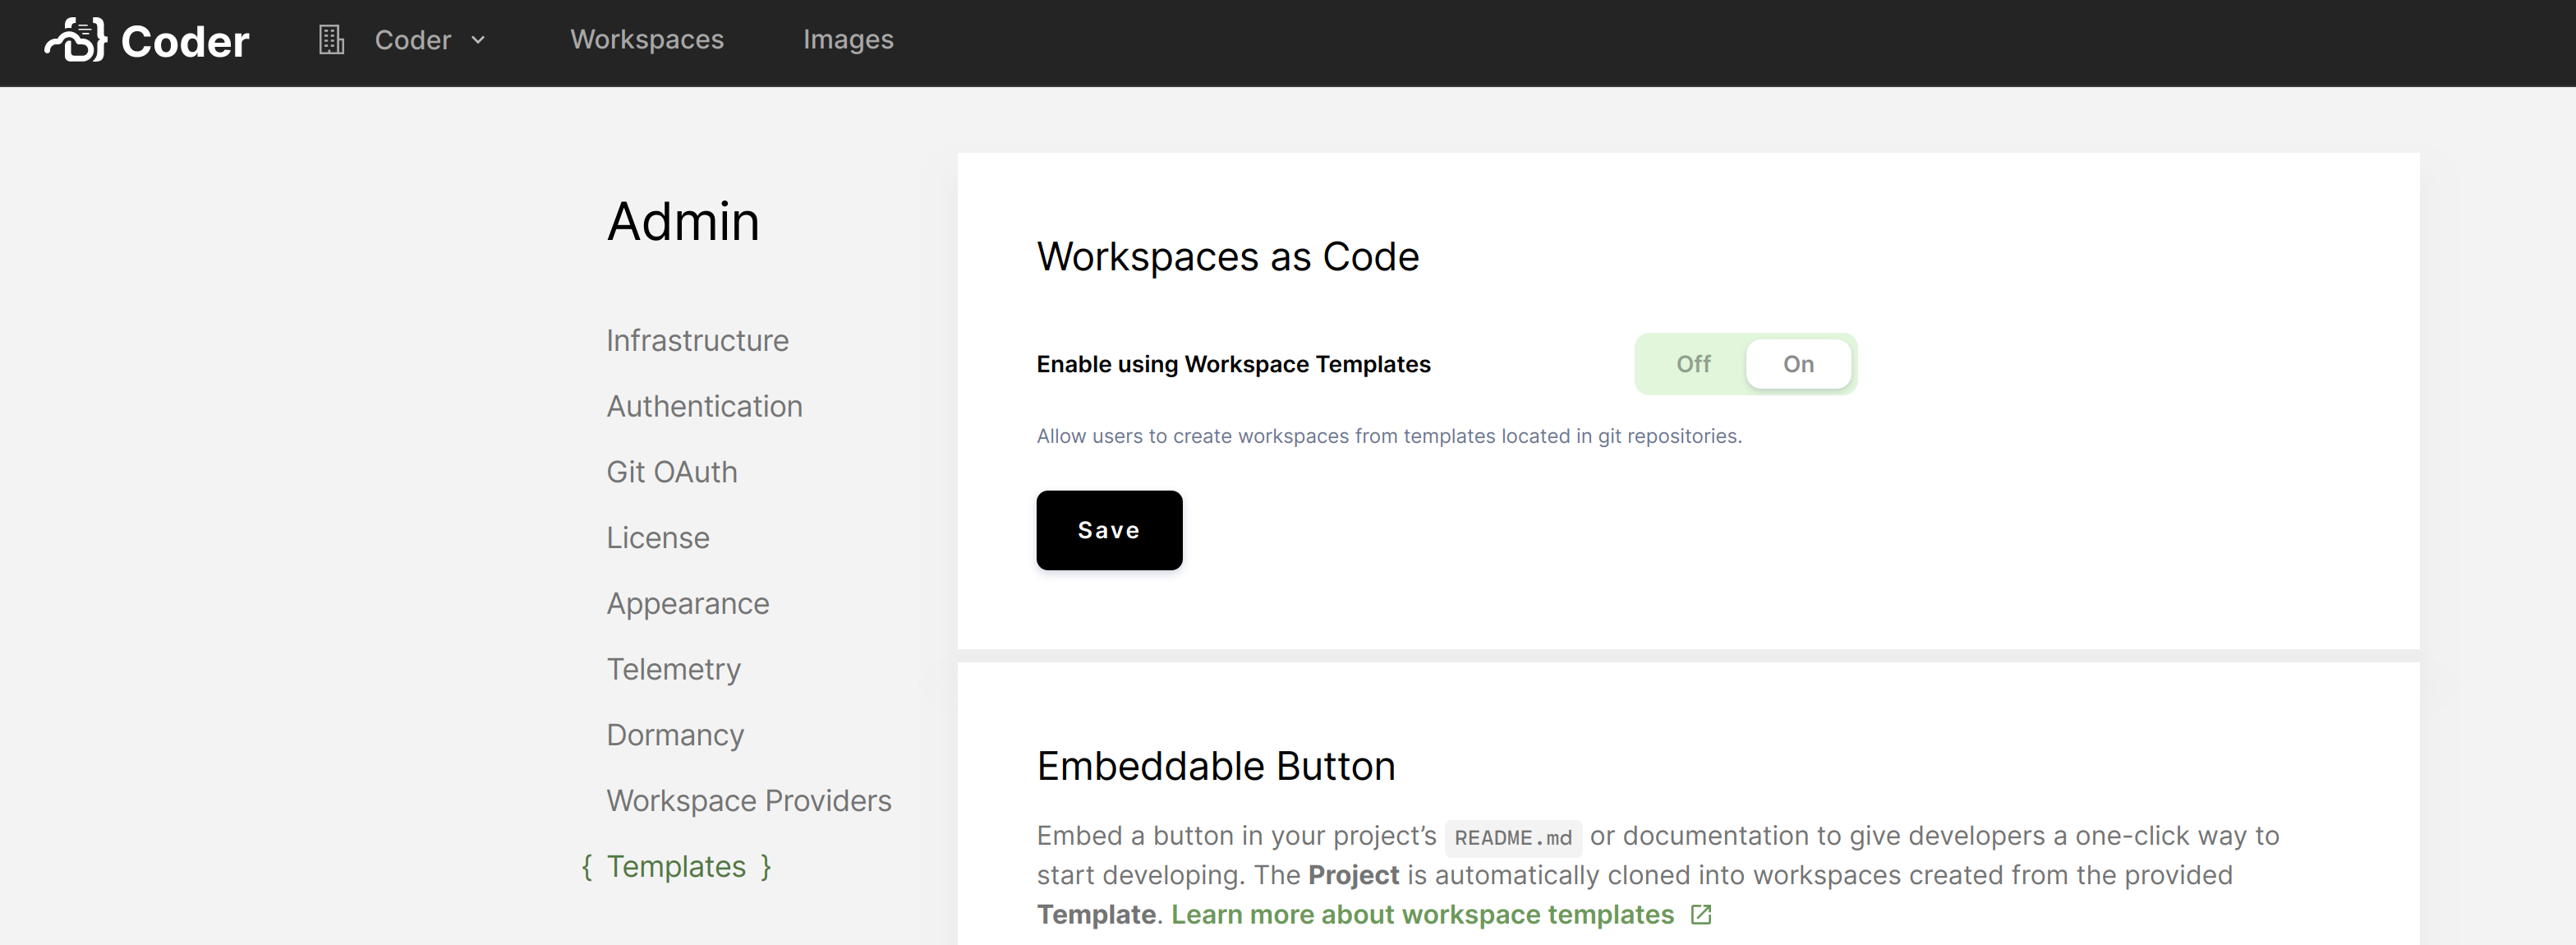 Coder
Coder
Workspaces
Images
Admin
Infrastructure
Authentication
Git OAuth
License
Appearance
Telemetry
Dormancy
Workspace Providers
{ Templates }
Workspaces as Code
Enable using Workspace Templates
Off
On
Allow users to create workspaces from templates located in git repositories.
Save
Embeddable Button
Embed a button in your project’s README.md or documentation to give developers a one-click way to
start developing. The Project is automatically cloned into workspaces created from the provided
Template. Learn more about workspace templates